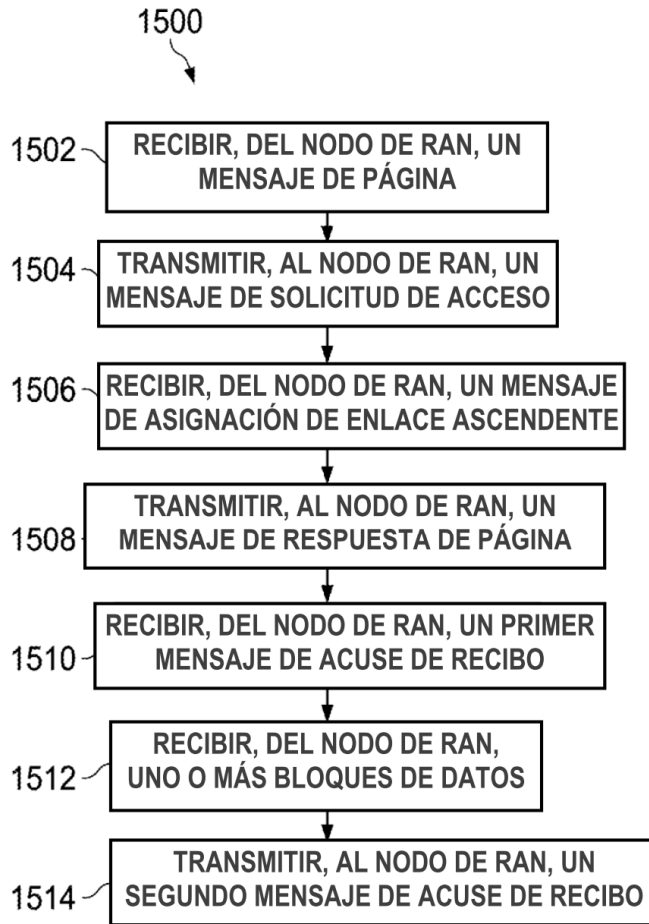 1500
1502
RECIBIR, DEL NODO DE RAN, UN
MENSAJE DE PÁGINA
1504
TRANSMITIR, AL NODO DE RAN, UN
MENSAJE DE SOLICITUD DE ACCESO
1506
RECIBIR, DEL NODO DE RAN, UN MENSAJE
DE ASIGNACIÓN DE ENLACE ASCENDENTE
1508
TRANSMITIR, AL NODO DE RAN, UN
MENSAJE DE RESPUESTA DE PÁGINA
1510
RECIBIR, DEL NODO DE RAN, UN PRIMER
MENSAJE DE ACUSE DE RECIBO
1512
RECIBIR, DEL NODO DE RAN,
UNO O MÁS BLOQUES DE DATOS
1514
TRANSMITIR, AL NODO DE RAN, UN
SEGUNDO MENSAJE DE ACUSE DE RECIBO